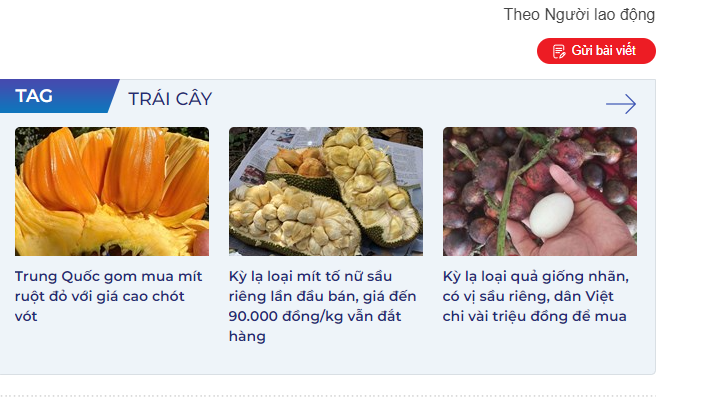 Theo Người lao động
Gửi bài viết
TAG
TRÁI CÂY
Trung Quốc gom mua mít
ruột đỏ với giá cao chót
vót
Kỳ lạ loại mít tố nữ sầu
riêng lần đầu bán, giá đến
90.000 đồng/kg vẫn đắt
hàng
Kỳ lạ loại quả giống nhãn,
có vị sầu riêng, dân Việt
chi vài triệu đồng để mua